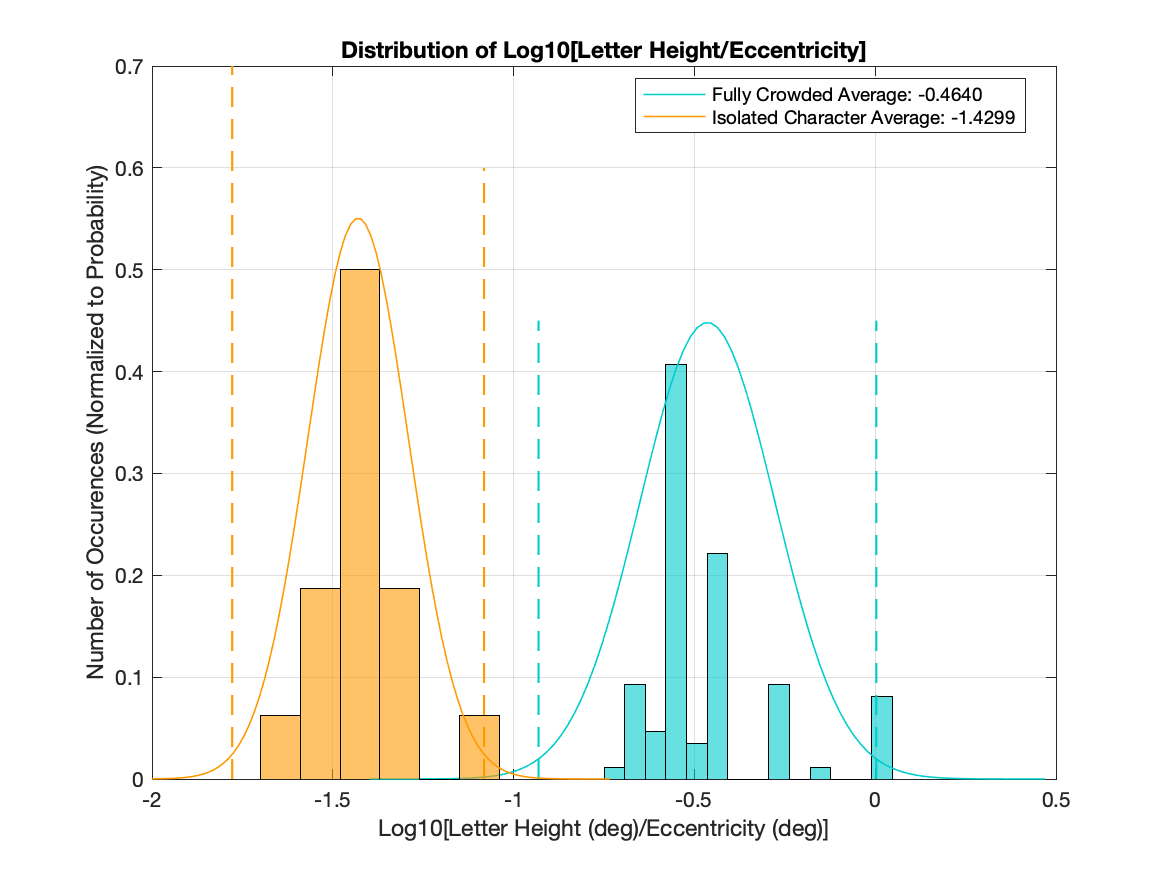 Distribution of Log10[Letter Height/Eccentricity]
Fully Crowded Average: -0.4640
Isolated Character Average: -1.4299
Number of Occurences (Normalized to Probability)
0.7
0.6
0.5
0.4
0.3
0.2
0.1
0
-2 -1.5 -1 -0.5 0 0.5
Log10[Letter Height (deg)/Eccentricity (deg)]